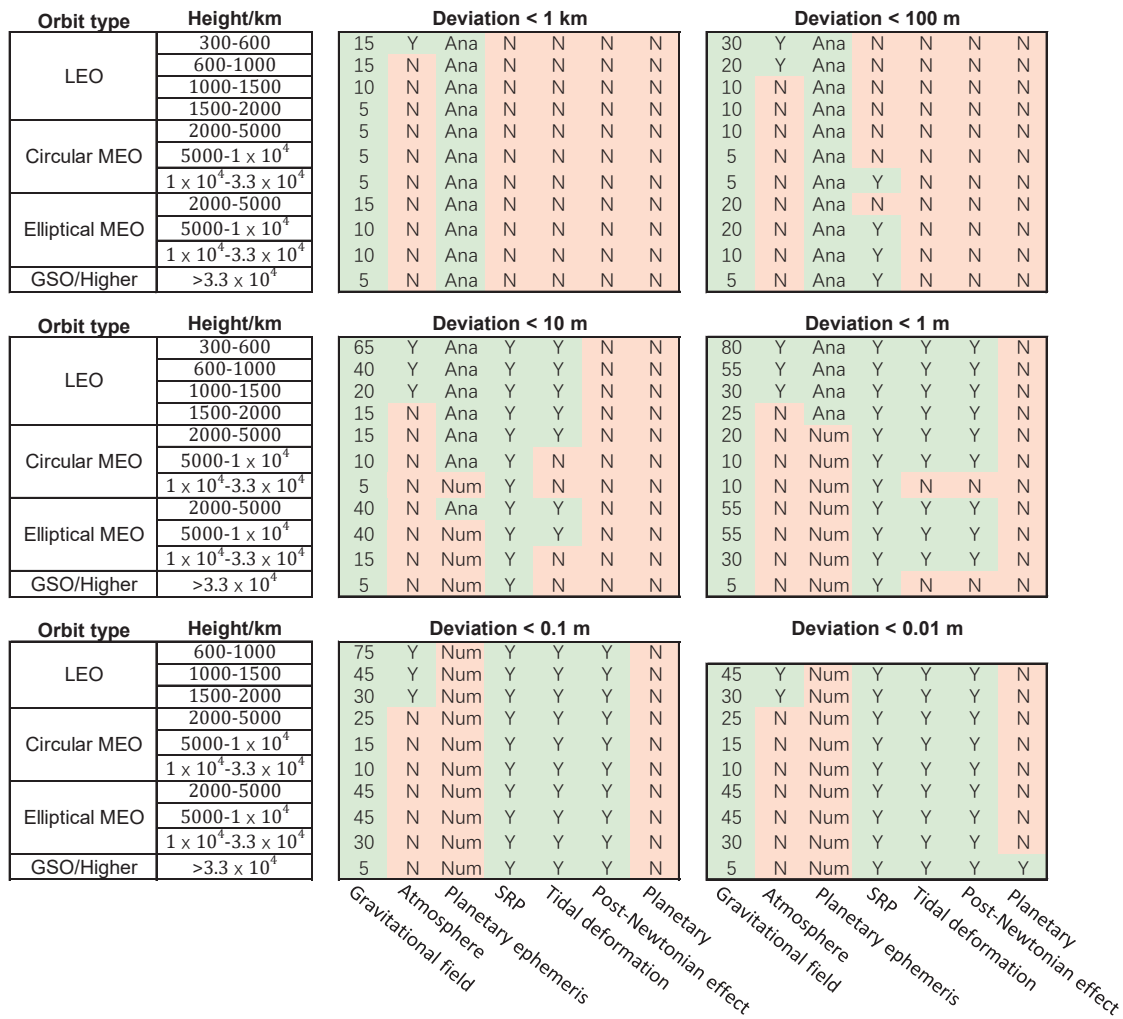 Orbit type Height/km Deviation < 1 km Deviation < 100 m
LEO
300-600 15 Y Ana N N N N 30 Y Ana N N N N
600-1000 15 N Ana N N N N 20 Y Ana N N N N
1000-1500 10 N Ana N N N N 10 N Ana N N N N
1500-2000 5 N Ana N N N N 10 N Ana N N N N
Circular MEO
2000-5000 5 N Ana N N N N 10 N Ana N N N N
5000-1 x 10^4 5 N Ana N N N N 5 N Ana N N N N
1 x 10^4-3.3 x 10^4 5 N Ana N N N N 5 N Ana Y N N N
Elliptical MEO
2000-5000 15 N Ana N N N N 20 N Ana N N N N
5000-1 x 10^4 10 N Ana N N N N 20 N Ana Y N N N
1 x 10^4-3.3 x 10^4 10 N Ana N N N N 10 N Ana Y N N N
GSO/Higher >3.3 x 10^4 5 N Ana N N N N 5 N Ana Y N N N
Orbit type Height/km Deviation < 10 m Deviation < 1 m
LEO
300-600 65 Y Ana Y Y N N 80 Y Ana Y Y Y N
600-1000 40 Y Ana Y Y N N 55 Y Ana Y Y Y N
1000-1500 20 Y Ana Y Y N N 30 Y Ana Y Y Y N
1500-2000 15 N Ana Y Y N N 25 N Ana Y Y Y N
Circular MEO
2000-5000 15 N Ana Y Y N N 20 N Num Y Y Y N
5000-1 x 10^4 10 N Ana Y N N N 10 N Num Y Y Y N
1 x 10^4-3.3 x 10^4 5 N Num Y N N N 10 N Num Y N N N
Elliptical MEO
2000-5000 40 N Ana Y Y N N 55 N Num Y Y Y N
5000-1 x 10^4 40 N Num Y Y N N 55 N Num Y Y Y N
1 x 10^4-3.3 x 10^4 15 N Num Y N N N 30 N Num Y Y Y N
GSO/Higher >3.3 x 10^4 5 N Num Y N N N 5 N Num Y N N N
Orbit type Height/km Deviation < 0.1 m Deviation < 0.01 m
LEO
600-1000 75 Y Num Y Y Y N
1000-1500 45 Y Num Y Y Y N 45 Y Num Y Y Y N
1500-2000 30 Y Num Y Y Y N 30 Y Num Y Y Y N
Circular MEO
2000-5000 25 N Num Y Y Y N 25 N Num Y Y Y N
5000-1 x 10^4 15 N Num Y Y Y N 15 N Num Y Y Y N
1 x 10^4-3.3 x 10^4 10 N Num Y Y Y N 10 N Num Y Y Y N
Elliptical MEO
2000-5000 45 N Num Y Y Y N 45 N Num Y Y Y N
5000-1 x 10^4 45 N Num Y Y Y N 45 N Num Y Y Y N
1 x 10^4-3.3 x 10^4 30 N Num Y Y Y N 30 N Num Y Y Y N
GSO/Higher >3.3 x 10^4 5 N Num Y Y Y N 5 N Num Y Y Y Y
Gravitational field
Atmosphere
Planetary ephemeris
SRP
Tidal deformation
Post-Newtonian effect
Planetary
Gravitational field
Atmosphere
Planetary ephemeris
SRP
Tidal deformation
Post-Newtonian effect
Planetary